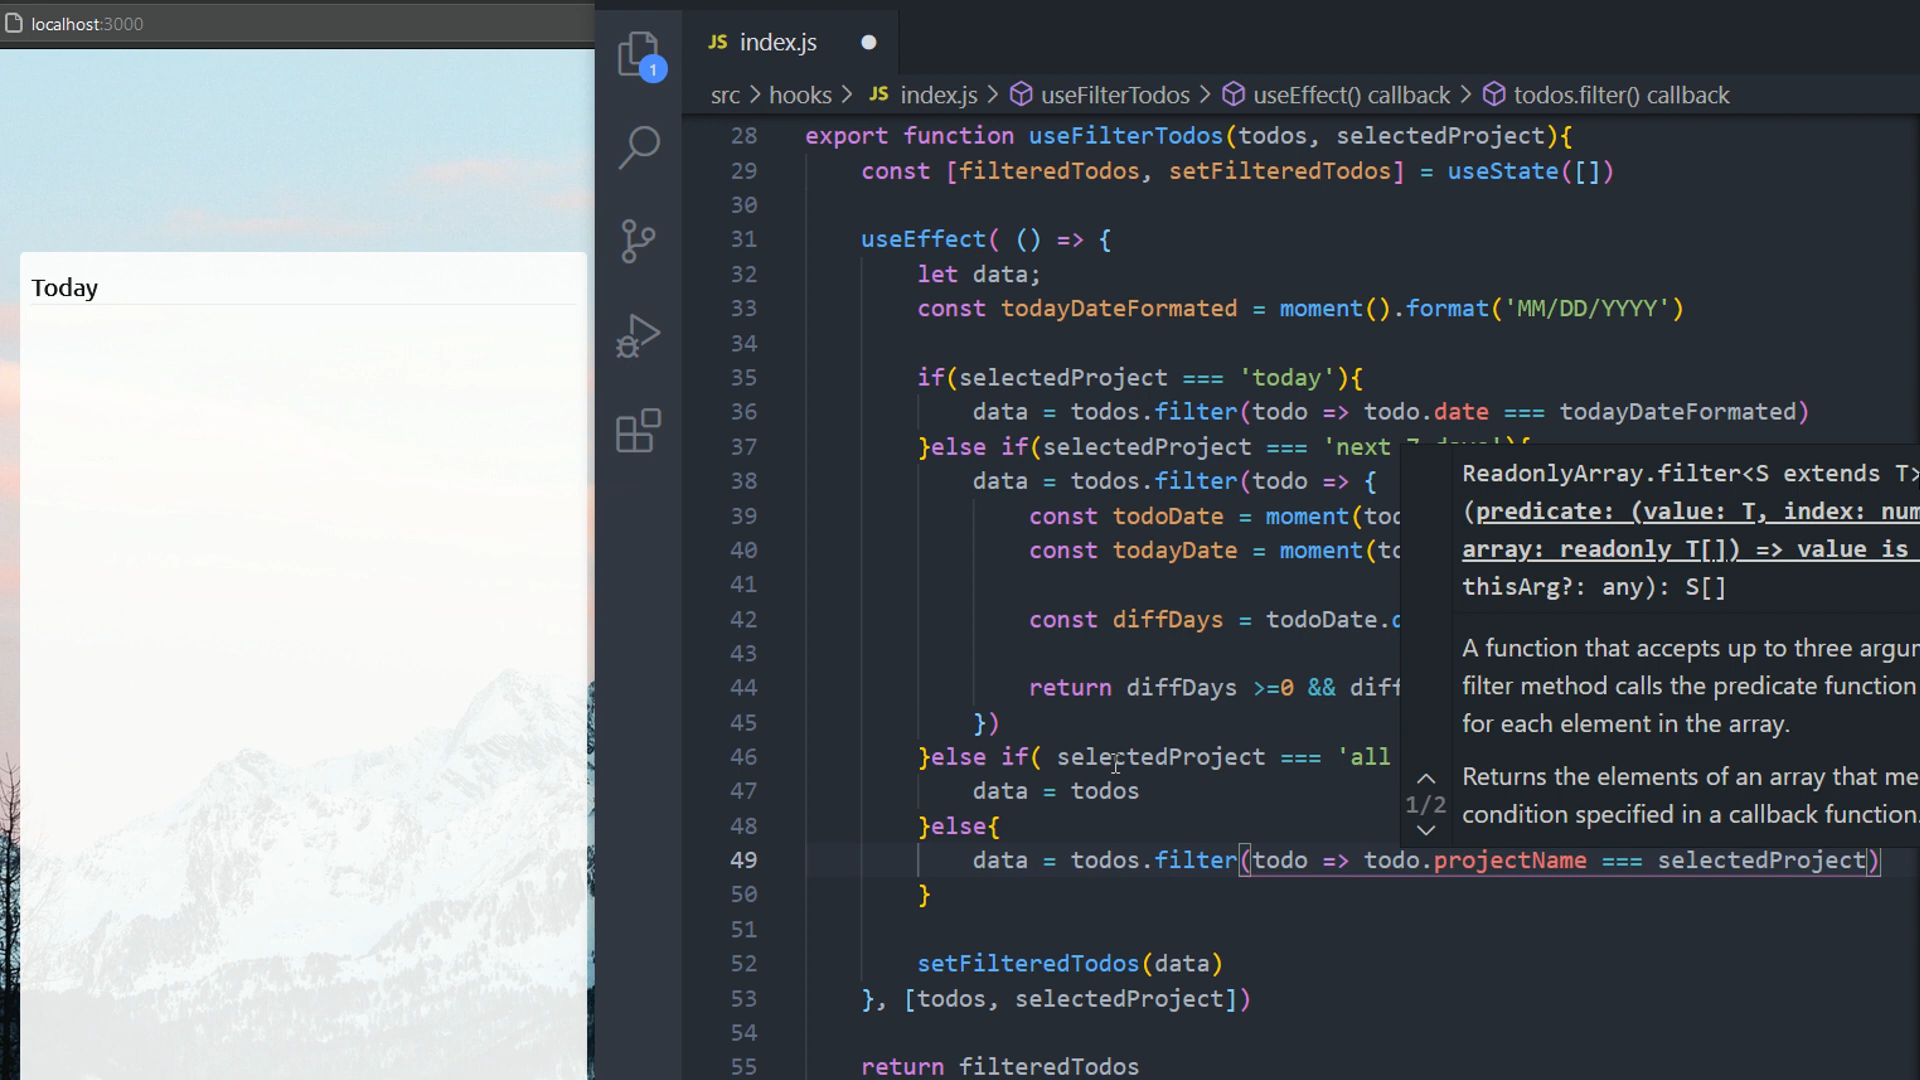 localhost:3000
Today
1
JS index.js
src > hooks > JS index.js > useFilterTodos > useEffect() callback > todos.filter() callback
28 export function useFilterTodos(todos, selectedProject){
29 const [filteredTodos, setFilteredTodos] = useState([])
30
31 useEffect( () => {
32 let data;
33 const todayDateFormated = moment().format('MM/DD/YYYY')
34
35 if(selectedProject === 'today'){
36 data = todos.filter(todo => todo.date === todayDateFormated)
37 }else if(selectedProject === 'next 7 days'){
38 data = todos.filter(todo => {
39 const todoDate = moment(
40 const todayDate = moment(
41
42 const diffDays = todoDate.
43
44 return diffDays >=0 && diff
45 })
46 }else if( selectedProject === 'all
47 data = todos
48 }else{
49 data = todos.filter(todo => todo.projectName === selectedProject)
50 }
51
52 setFilteredTodos(data)
53 }, [todos, selectedProject])
54
55 return filteredTodos
ReadonlyArray.filter<S extends T>
(predicate: (value: T, index: num
array: readonly T[]) => value is
thisArg?: any): S[]
A function that accepts up to three argu
filter method calls the predicate function
for each element in the array.
Returns the elements of an array that me
condition specified in a callback function.
1/2